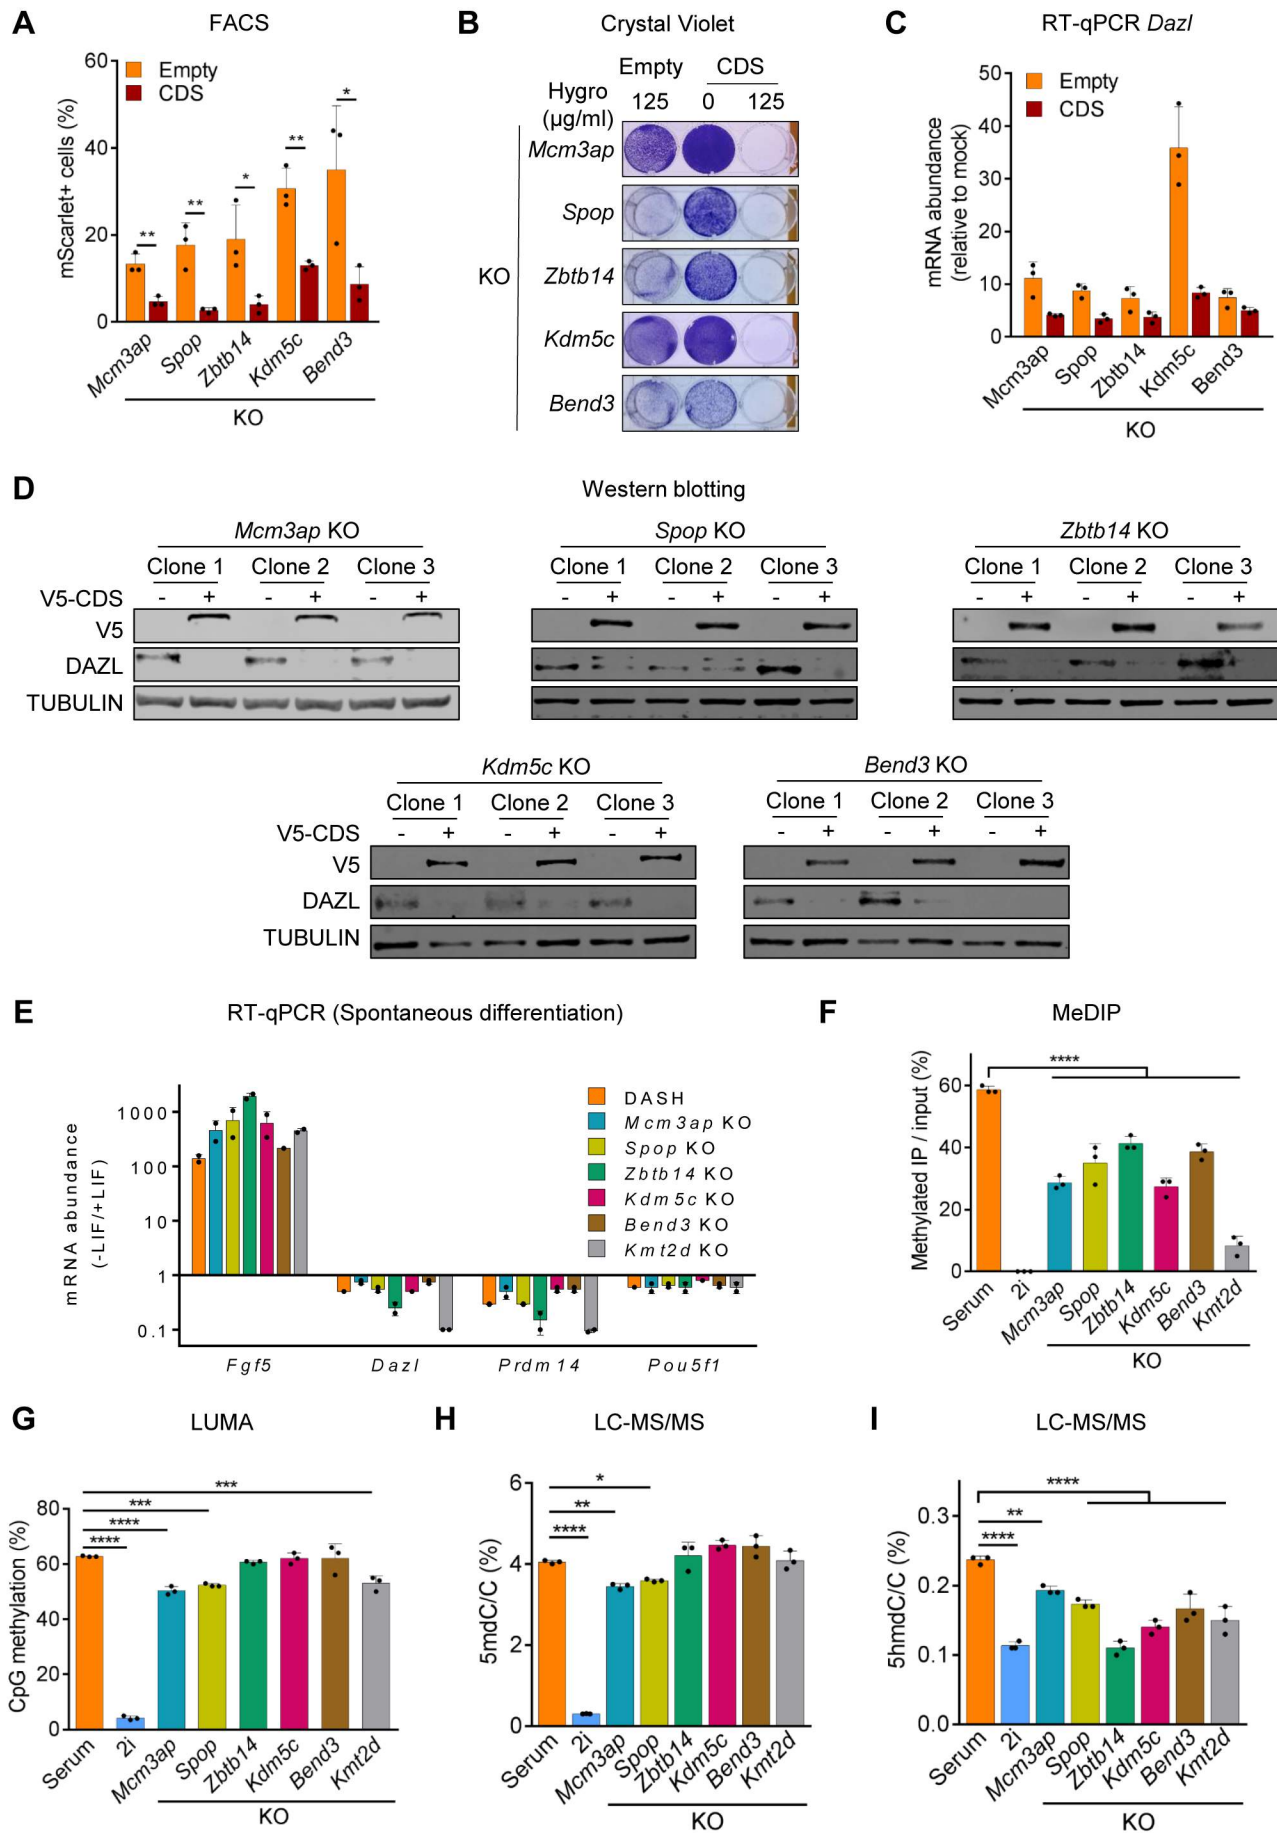 A
FACS
mScarlet+ cells (%)
60
40
20
0
Empty
CDS
**
**
*
**
*
Mcm3ap
Spop
Zbtb14
Kdm5c
Bend3
KO
B
Crystal Violet
Empty CDS
Hygro 125 0 125
(µg/ml)
KO
Mcm3ap
Spop
Zbtb14
Kdm5c
Bend3
C
RT-qPCR Dazl
mRNA abundance
(relative to mock)
50
40
30
20
10
0
Empty
CDS
Mcm3ap
Spop
Zbtb14
Kdm5c
Bend3
KO
D
Western blotting
Mcm3ap KO
Clone 1 Clone 2 Clone 3
V5-CDS - + - + - +
V5
DAZL
TUBULIN
Spop KO
Clone 1 Clone 2 Clone 3
- + - + - +
Zbtb14 KO
Clone 1 Clone 2 Clone 3
- + - + - +
Kdm5c KO
Clone 1 Clone 2 Clone 3
V5-CDS - + - + - +
V5
DAZL
TUBULIN
Bend3 KO
Clone 1 Clone 2 Clone 3
- + - + - +
E
RT-qPCR (Spontaneous differentiation)
mRNA abundance
(-LIF/+LIF)
1000
100
10
1
0.1
DASH
Mcm3ap KO
Spop KO
Zbtb14 KO
Kdm5c KO
Bend3 KO
Kmt2d KO
Fgf5 Dazl Prdm14 Pou5f1
F
MeDIP
Methylated IP / input (%)
60
40
20
0
****
Serum
2i
Mcm3ap
Spop
Zbtb14
Kdm5c
Bend3
Kmt2d
KO
G
LUMA
CpG methylation (%)
80
60
40
20
0
***
***
****
****
Serum
2i
Mcm3ap
Spop
Zbtb14
Kdm5c
Bend3
Kmt2d
KO
H
LC-MS/MS
5mdC/C (%)
6
4
2
0
*
**
****
Serum
2i
Mcm3ap
Spop
Zbtb14
Kdm5c
Bend3
Kmt2d
KO
I
LC-MS/MS
5hmdC/C (%)
0.3
0.2
0.1
0.0
****
**
****
Serum
2i
Mcm3ap
Spop
Zbtb14
Kdm5c
Bend3
Kmt2d
KO